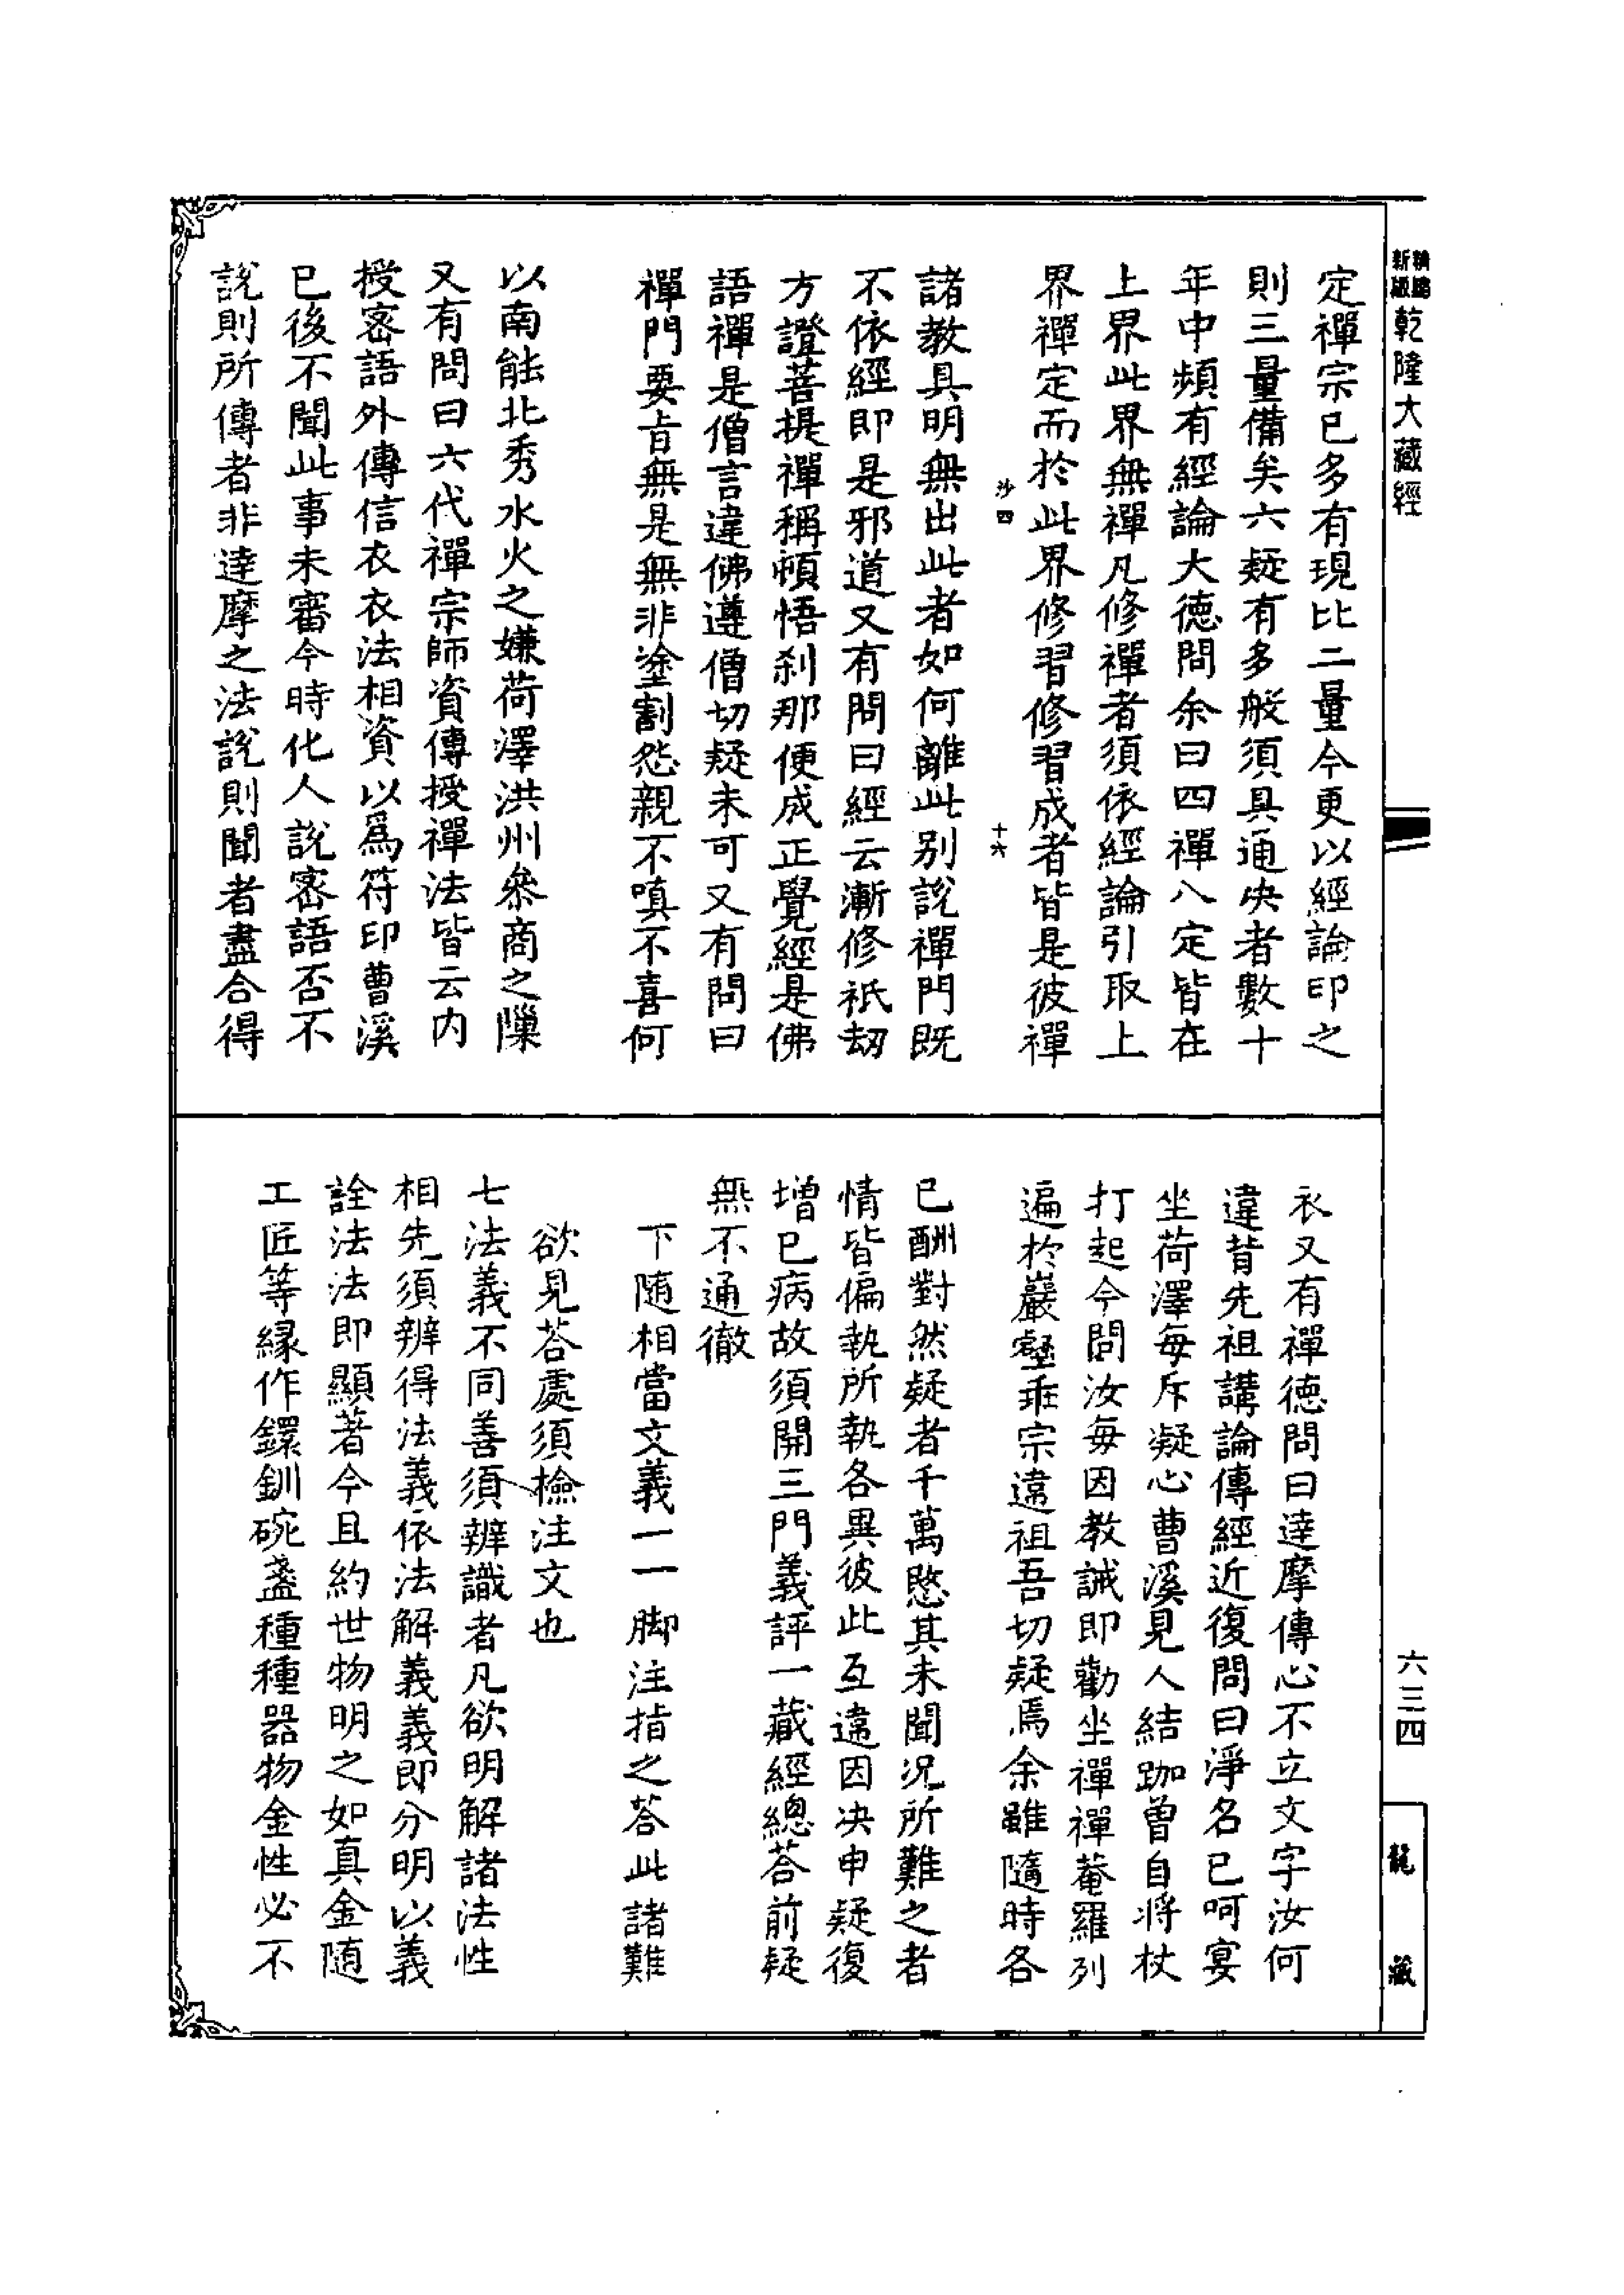 新編縮版乾隆大藏經
定禪宗已多有現比二量今更以經論印之
則三量備矣六疑有多般須具通決者數十
年中頻有經論大德問余曰四禪八定皆在
上界此界無禪凡修禪者須依經論引取上
界禪定而於此界修習修習成者皆是彼禪
沙四 十六
諸教具明無出此者如何離此別說禪門既
不依經即是邪道又有問曰經云漸修祇劫
方證菩提禪稱頓悟刹那便成正覺經是佛
語禪是僧言違佛遵僧切疑未可又有問曰
禪門要旨無是無非塗割怨親不嗔不喜何
以南能北秀水火之嫌荷澤洪州叅商之隟
又有問曰六代禪宗師資傳授禪法皆云内
授密語外傳信衣衣法相資以爲符印曹溪
已後不聞此事未審今時化人說密語否不
說則所傳者非達摩之法說則聞者盡合得
衣又有禪德問曰達摩傳心不立文字汝何
違背先祖講論傳經近復問曰淨名已呵宴
坐荷澤每斥凝心曹溪見人結跏曾自將杖
打起今問汝每因教誡即勸坐禪禪菴羅列
遍於巖壑乖宗違祖吾切疑焉余雖隨時各
已酬對然疑者千萬愍其未聞況所難之者
情皆偏執所執各異彼此互違因決申疑復
增已病故須開三門義評一藏經總荅前疑
無不通徹
下隨相當文義一一脚注指之荅此諸難
欲見荅處須檢注文也
七法義不同善須辨識者凡欲明解諸法性
相先須辨得法義依法解義義即分明以義
詮法法即顯著今且約世物明之如真金隨
工匠等緣作鐶釧碗盞種種器物金性必不
六三四
龍藏